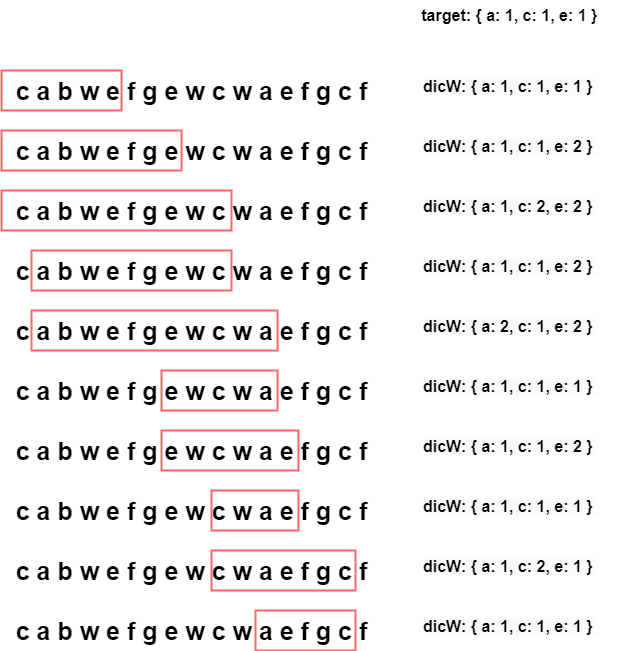 target: { a: 1, c: 1, e: 1 }
c a b w e f g e w c w a e f g c f dicW: { a: 1, c: 1, e: 1 }
c a b w e f g e w c w a e f g c f dicW: { a: 1, c: 1, e: 2 }
c a b w e f g e w c w a e f g c f dicW: { a: 1, c: 2, e: 2 }
c a b w e f g e w c w a e f g c f dicW: { a: 1, c: 1, e: 2 }
c a b w e f g e w c w a e f g c f dicW: { a: 2, c: 1, e: 2 }
c a b w e f g e w c w a e f g c f dicW: { a: 1, c: 1, e: 1 }
c a b w e f g e w c w a e f g c f dicW: { a: 1, c: 1, e: 2 }
c a b w e f g e w c w a e f g c f dicW: { a: 1, c: 1, e: 1 }
c a b w e f g e w c w a e f g c f dicW: { a: 1, c: 2, e: 1 }
c a b w e f g e w c w a e f g c f dicW: { a: 1, c: 1, e: 1 }